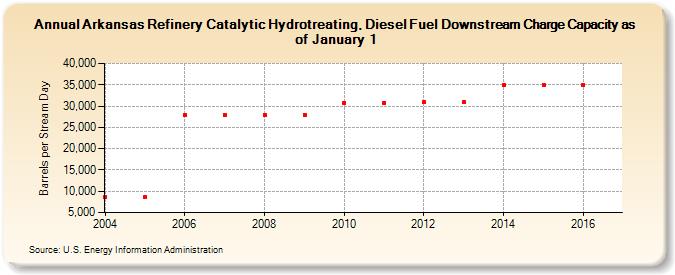 Annual Arkansas Refinery Catalytic Hydrotreating, Diesel Fuel Downstream Charge Capacity as
of January 1
Barrels per Stream Day
40,000
35,000
30,000
25,000
20,000
15,000
10,000
5,000
2004 2006 2008 2010 2012 2014 2016
Source: U.S. Energy Information Administration